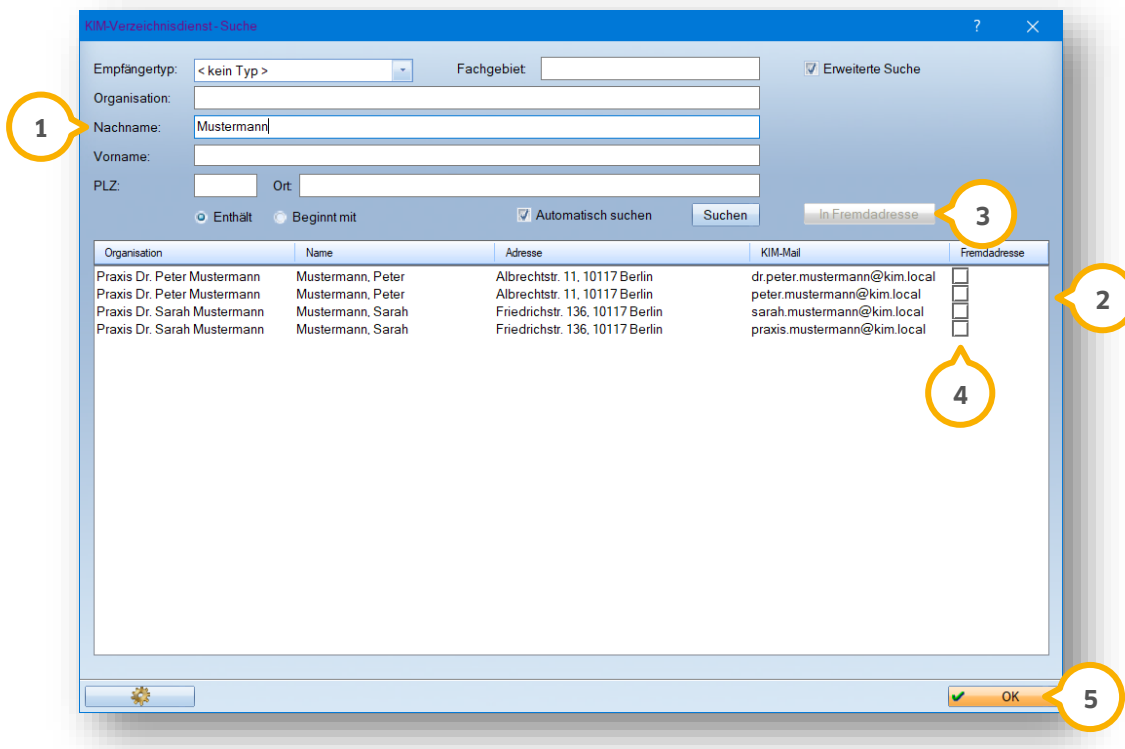 KIM-Verzeichnisdienst-Suche ?
Empfängertyp: < kein Typ > Fachgebiet: Erweiterte Suche
Organisation:
1 Nachname: Mustermann
Vorname:
PLZ: Ort:
Enthält Beginnt mit Automatisch suchen Suchen In Fremdadresse 3
Organisation Name Adresse KIM-Mail Fremdadresse
Praxis Dr. Peter Mustermann Mustermann, Peter Albrechtstr. 11, 10117 Berlin dr.peter.mustermann@kim.local
Praxis Dr. Peter Mustermann Mustermann, Peter Albrechtstr. 11, 10117 Berlin peter.mustermann@kim.local 2
Praxis Dr. Sarah Mustermann Mustermann, Sarah Friedrichstr. 136, 10117 Berlin sarah.mustermann@kim.local
Praxis Dr. Sarah Mustermann Mustermann, Sarah Friedrichstr. 136, 10117 Berlin praxis.mustermann@kim.local
4
OK 5